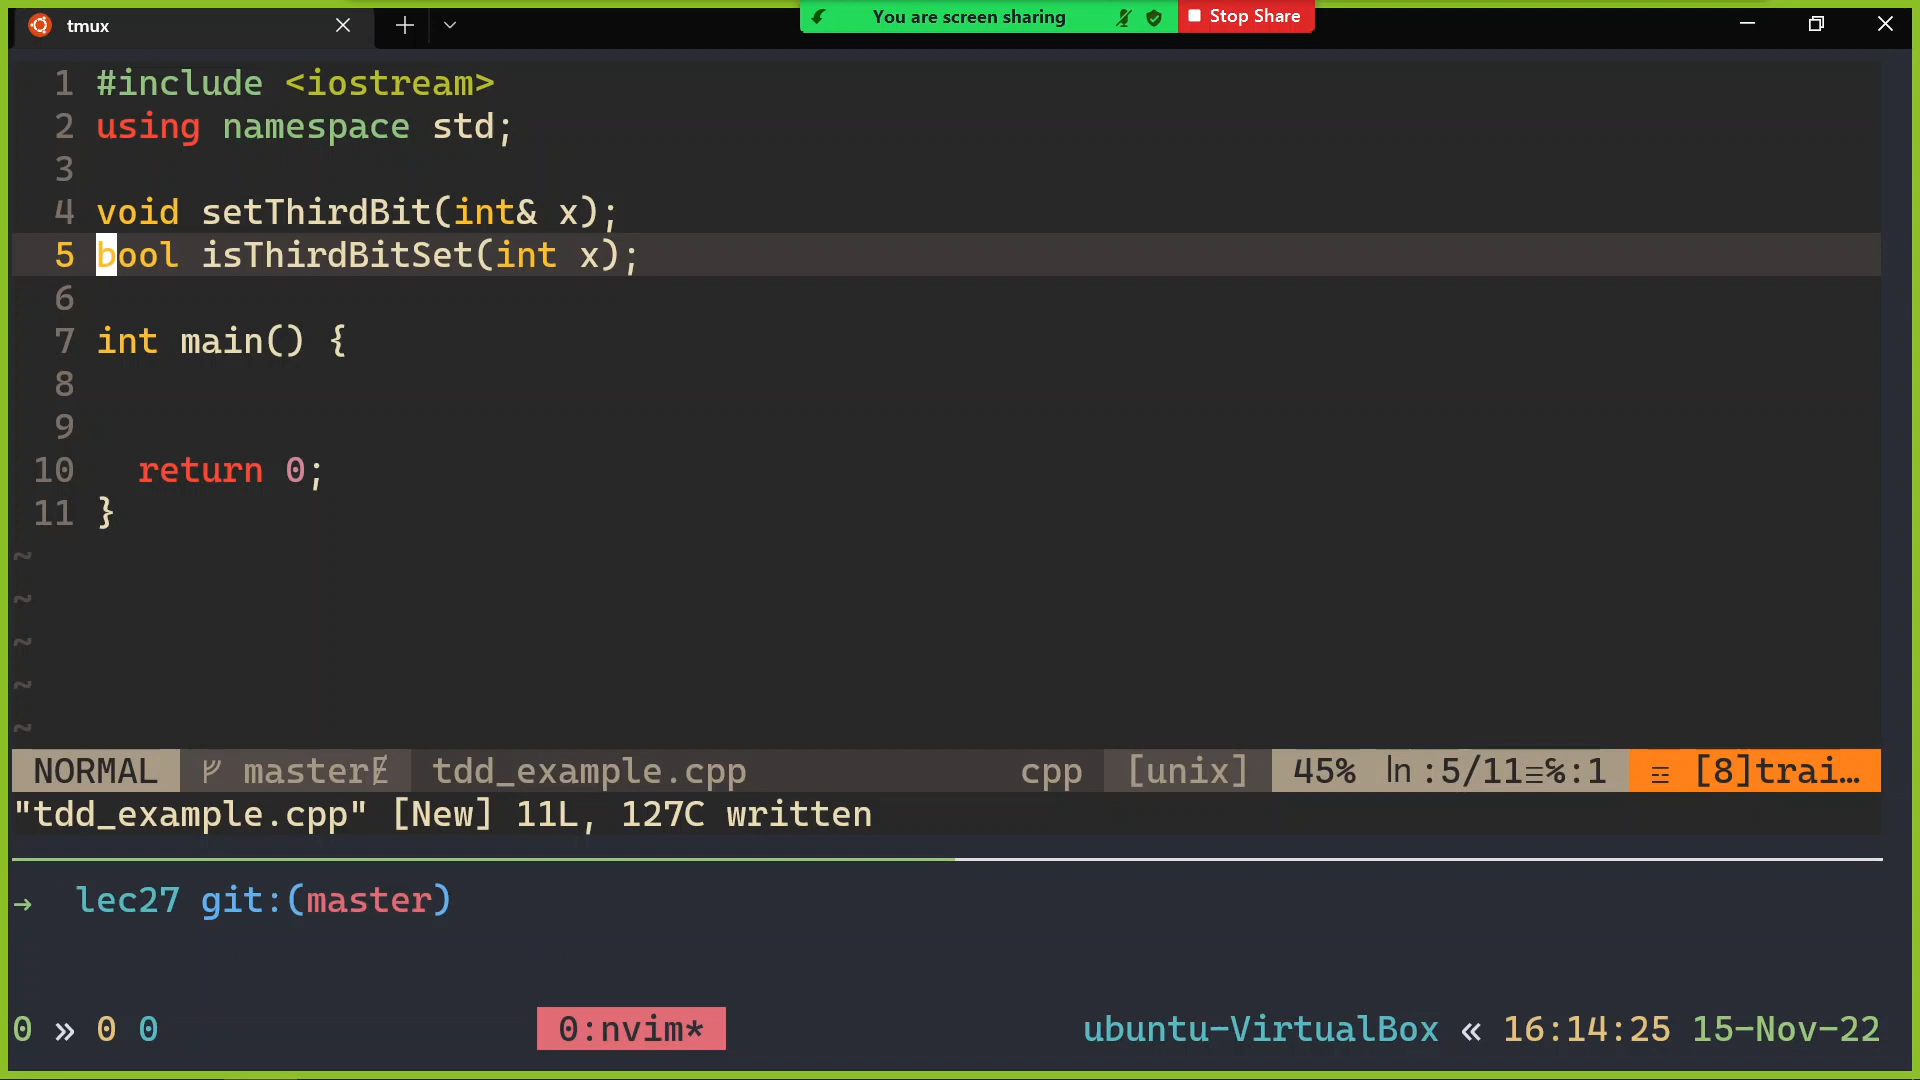 tmux
You are screen sharing
Stop Share
1 #include <iostream>
2 using namespace std;
3
4 void setThirdBit(int& x);
5 bool isThirdBitSet(int x);
6
7 int main() {
8
9
10   return 0;
11 }
~
~
~
~
~
NORMAL master tdd_example.cpp cpp [unix] 45% ln :5/11≡%:1 [8]trai…
"tdd_example.cpp" [New] 11L, 127C written
→ lec27 git:(master)
0 » 0 0 0:nvim* ubuntu-VirtualBox « 16:14:25 15-Nov-22